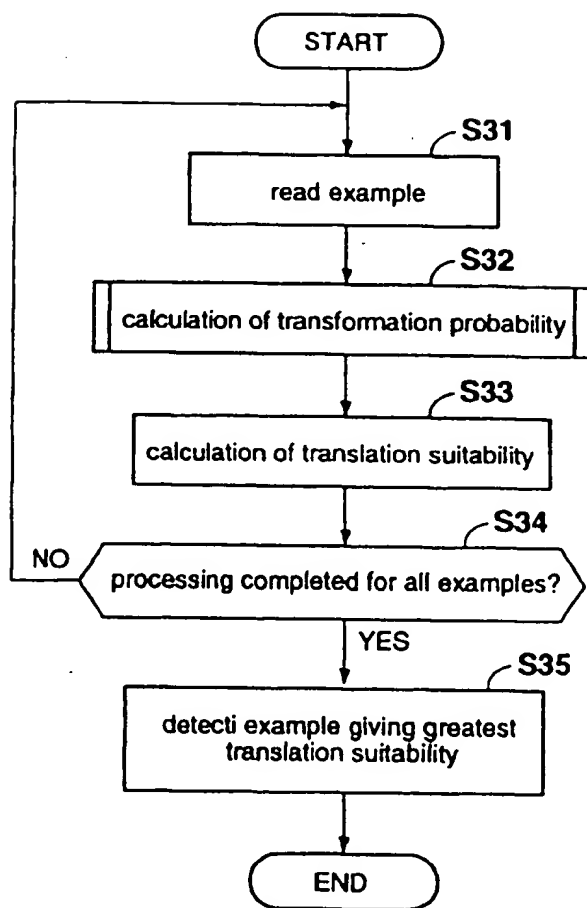 START
S31
read example
S32
calculation of transformation probability
S33
calculation of translation suitability
S34
NO
processing completed for all examples?
YES
S35
detecti example giving greatest
translation suitability
END